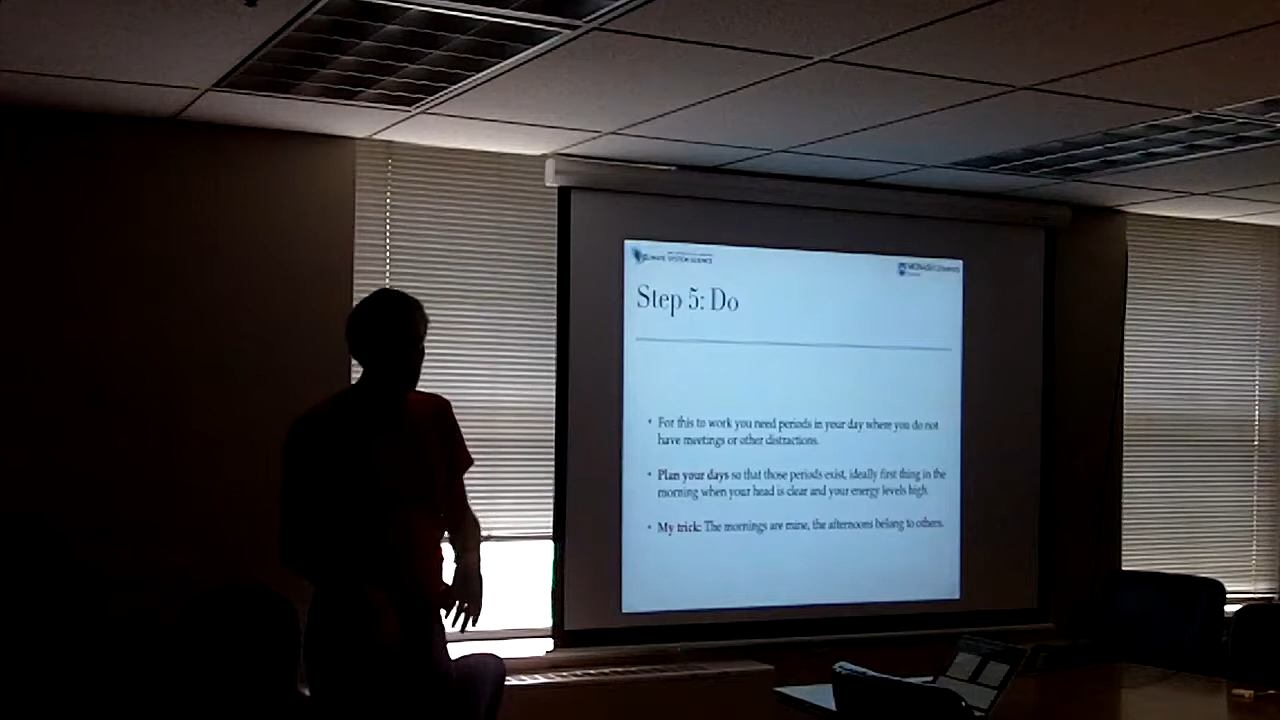 CLIMATE SYSTEM SCIENCE
Step 5: Do
• For this to work you need periods in your day where you do not
have meetings or other distractions.
• Plan your days so that those periods exist, ideally first thing in the
morning when your head is clear and your energy levels high.
• My trick: The mornings are mine, the afternoons belong to others.